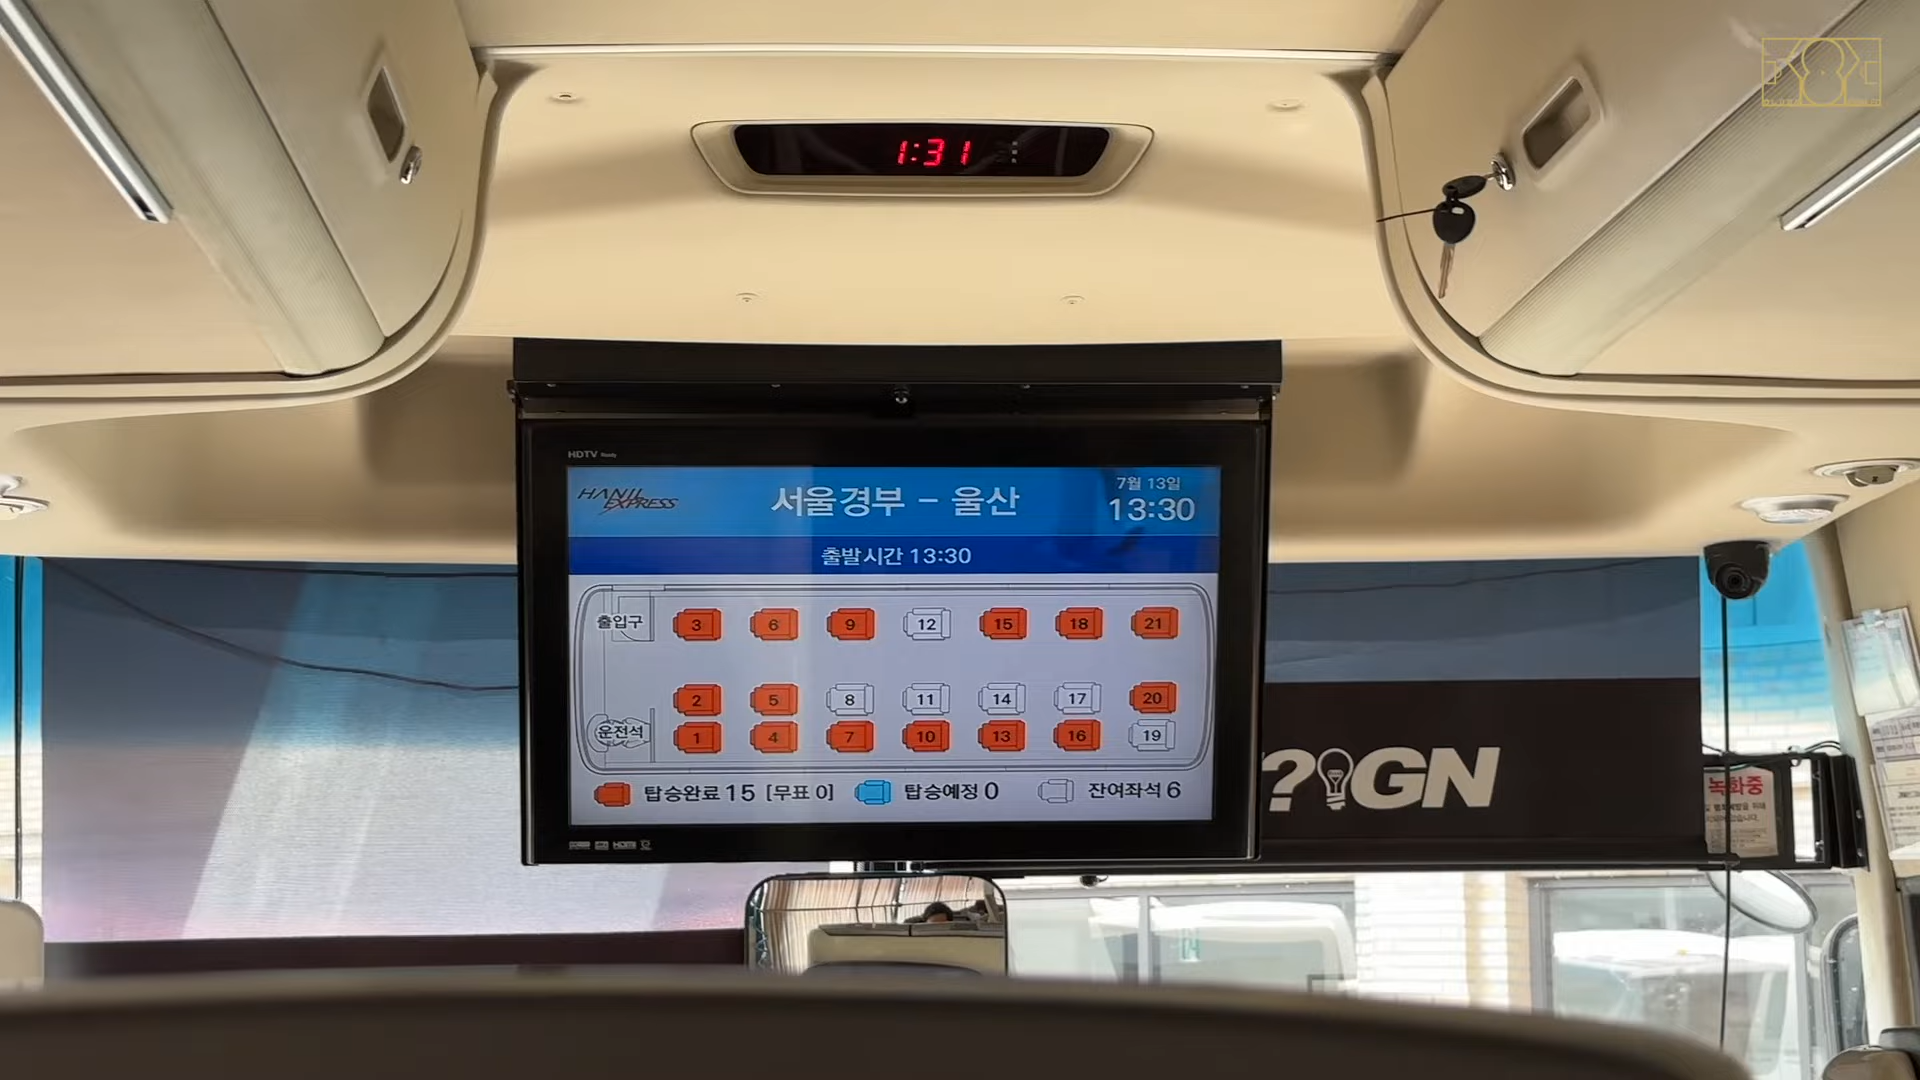 1:31
HDTV Ready
HANIL EXPRESS
서울경부 - 울산
7월 13일
13:30
출발시간 13:30
출입구
3 6 9 12 15 18 21
2 5 8 11 14 17 20
운전석
1 4 7 10 13 16 19
탑승완료 15 [무표 0] 탑승예정 0 잔여좌석 6
HDMI
?GN
녹화중